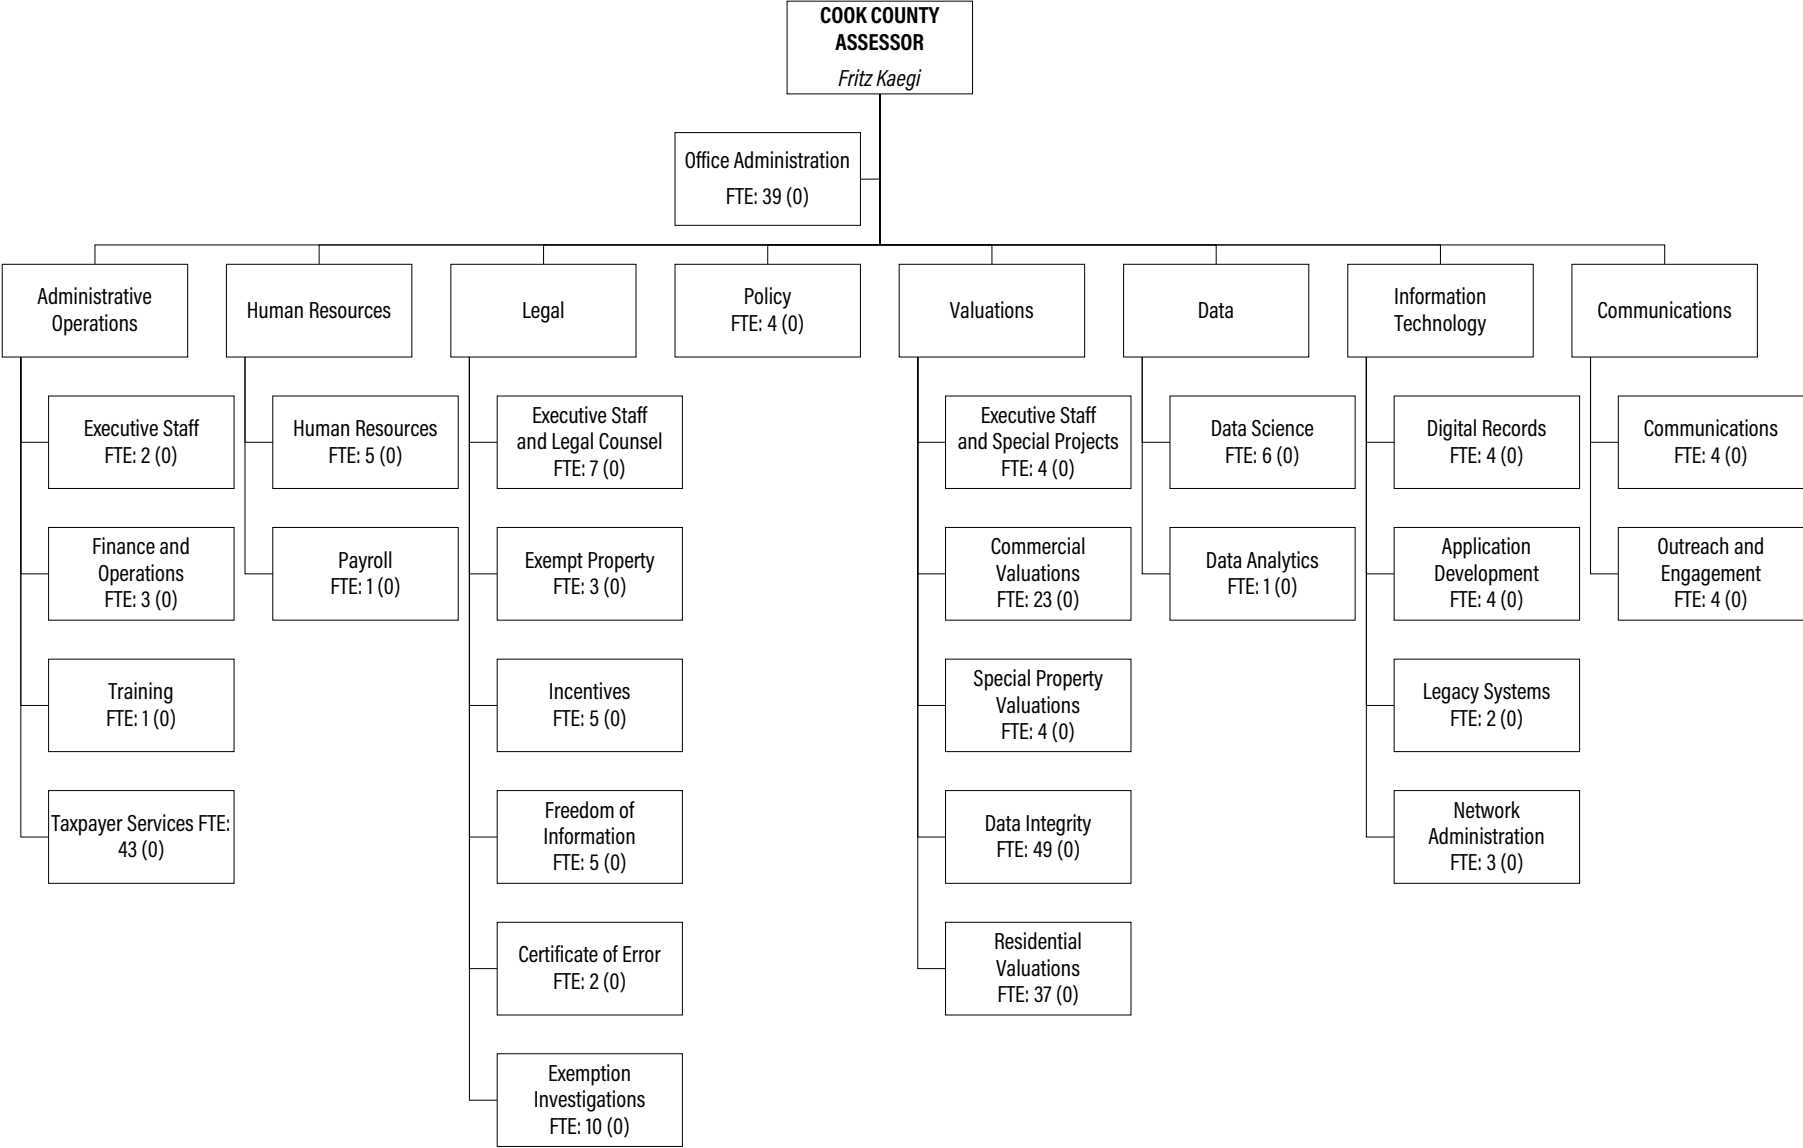 COOK COUNTY
ASSESSOR
Fritz Kaegi
Office Administration
FTE: 39 (0)
Administrative
Operations
Human Resources
Legal
Policy
FTE: 4 (0)
Valuations
Data
Information
Technology
Communications
Executive Staff
FTE: 2 (0)
Finance and
Operations
FTE: 3 (0)
Training
FTE: 1 (0)
Taxpayer Services FTE:
43 (0)
Human Resources
FTE: 5 (0)
Payroll
FTE: 1 (0)
Executive Staff
and Legal Counsel
FTE: 7 (0)
Exempt Property
FTE: 3 (0)
Incentives
FTE: 5 (0)
Freedom of
Information
FTE: 5 (0)
Certificate of Error
FTE: 2 (0)
Exemption
Investigations
FTE: 10 (0)
Executive Staff
and Special Projects
FTE: 4 (0)
Commercial
Valuations
FTE: 23 (0)
Special Property
Valuations
FTE: 4 (0)
Data Integrity
FTE: 49 (0)
Residential
Valuations
FTE: 37 (0)
Data Science
FTE: 6 (0)
Data Analytics
FTE: 1 (0)
Digital Records
FTE: 4 (0)
Application
Development
FTE: 4 (0)
Legacy Systems
FTE: 2 (0)
Network
Administration
FTE: 3 (0)
Communications
FTE: 4 (0)
Outreach and
Engagement
FTE: 4 (0)